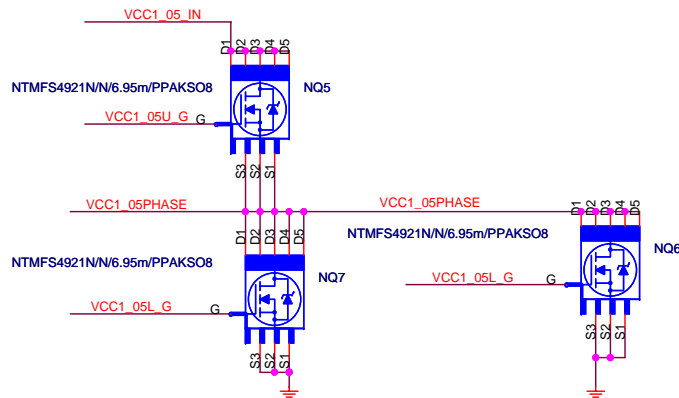 VCC1_05_IN
D1 D2 D3 D4 D5
NTMFS4921N/N/6.95m/PPAKSO8 NQ5
VCC1_05U_G G
S3 S2 S1
VCC1_05PHASE VCC1_05PHASE
D1 D2 D3 D4 D5
D1 D2 D3 D4 D5
NTMFS4921N/N/6.95m/PPAKSO8
NQ6
NTMFS4921N/N/6.95m/PPAKSO8 NQ7
VCC1_05L_G G
VCC1_05L_G G
S3 S2 S1
S3 S2 S1